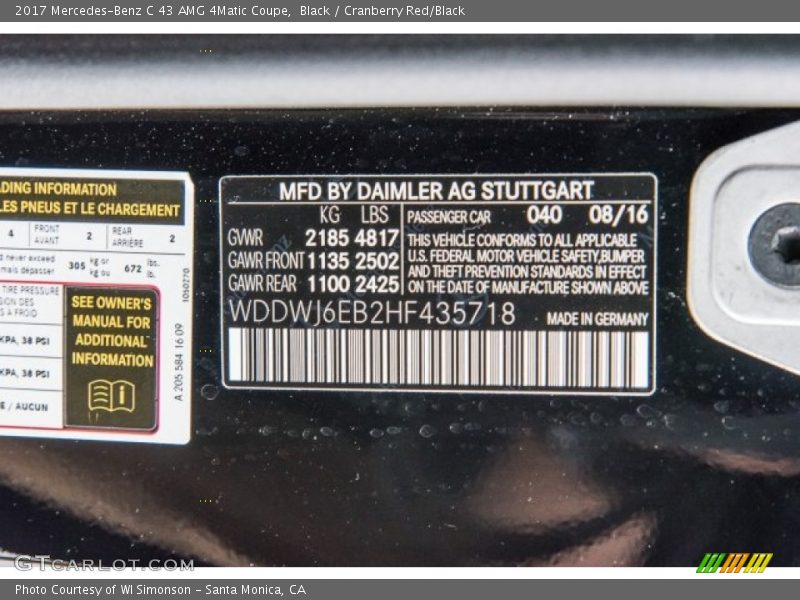 2017 Mercedes-Benz C 43 AMG 4Matic Coupe, Black / Cranberry Red/Black
ADING INFORMATION
LES PNEUS ET LE CHARGEMENT
4 FRONT AVANT 2 REAR ARRIÈRE 2
d never exceed
mais dépasser 305 kg or kg ou 672 lbs. lb.
TIRE PRESSURE
SION DES
S À FROID
KPA, 38 PSI
KPA, 38 PSI
E / AUCUN
SEE OWNER'S
MANUAL FOR
ADDITIONAL
INFORMATION
A 205 584 16 09
1050270
MFD BY DAIMLER AG STUTTGART
KG LBS
GVWR 2185 4817
GAWR FRONT 1135 2502
GAWR REAR 1100 2425
PASSENGER CAR 040 08/16
THIS VEHICLE CONFORMS TO ALL APPLICABLE
U.S. FEDERAL MOTOR VEHICLE SAFETY,BUMPER
AND THEFT PREVENTION STANDARDS IN EFFECT
ON THE DATE OF MANUFACTURE SHOWN ABOVE
WDDWJ6EB2HF435718 MADE IN GERMANY
GTCARLOT.COM
Photo Courtesy of WI Simonson - Santa Monica, CA